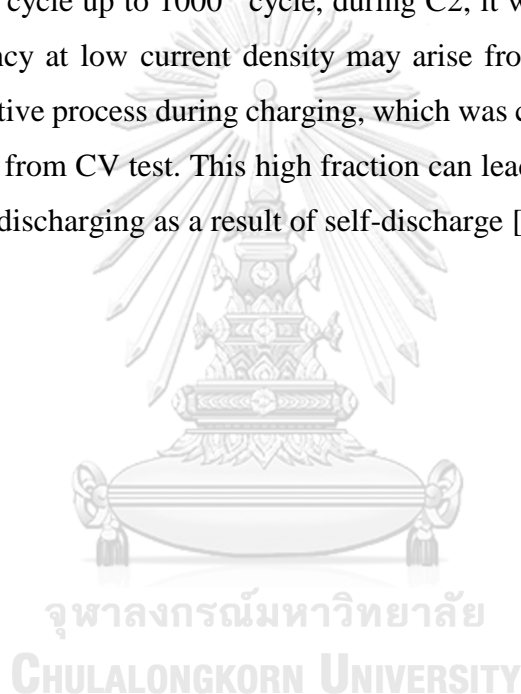 cycle up to 1000 cycle, during C2, it w
ncy at low current density may arise fro
tive process during charging, which was c
from CV test. This high fraction can lead
discharging as a result of self-discharge [
จุฬาลงกรณ์มหาวิทยาลัย
CHULALONGKORN UNIVERSITY